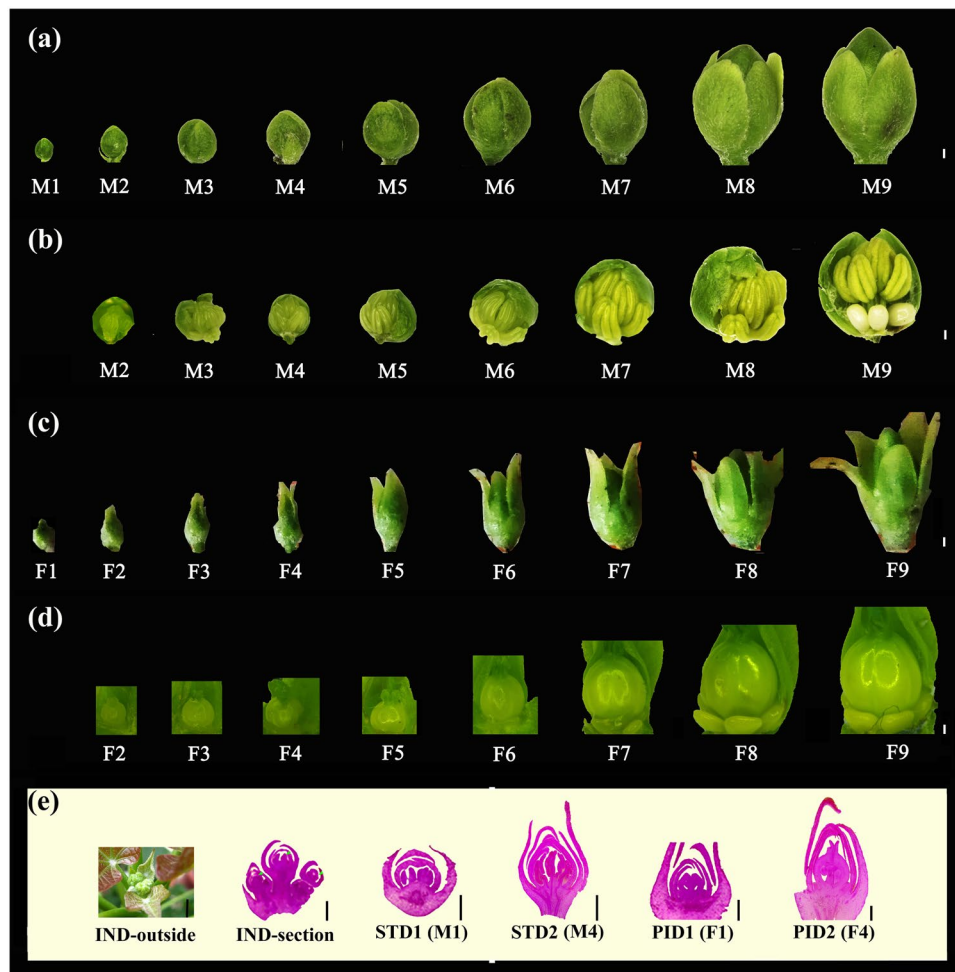 (a)
M1 M2 M3 M4 M5 M6 M7 M8 M9
(b)
M2 M3 M4 M5 M6 M7 M8 M9
(c)
F1 F2 F3 F4 F5 F6 F7 F8 F9
(d)
F2 F3 F4 F5 F6 F7 F8 F9
(e)
IND-outside IND-section STD1 (M1) STD2 (M4) PID1 (F1) PID2 (F4)